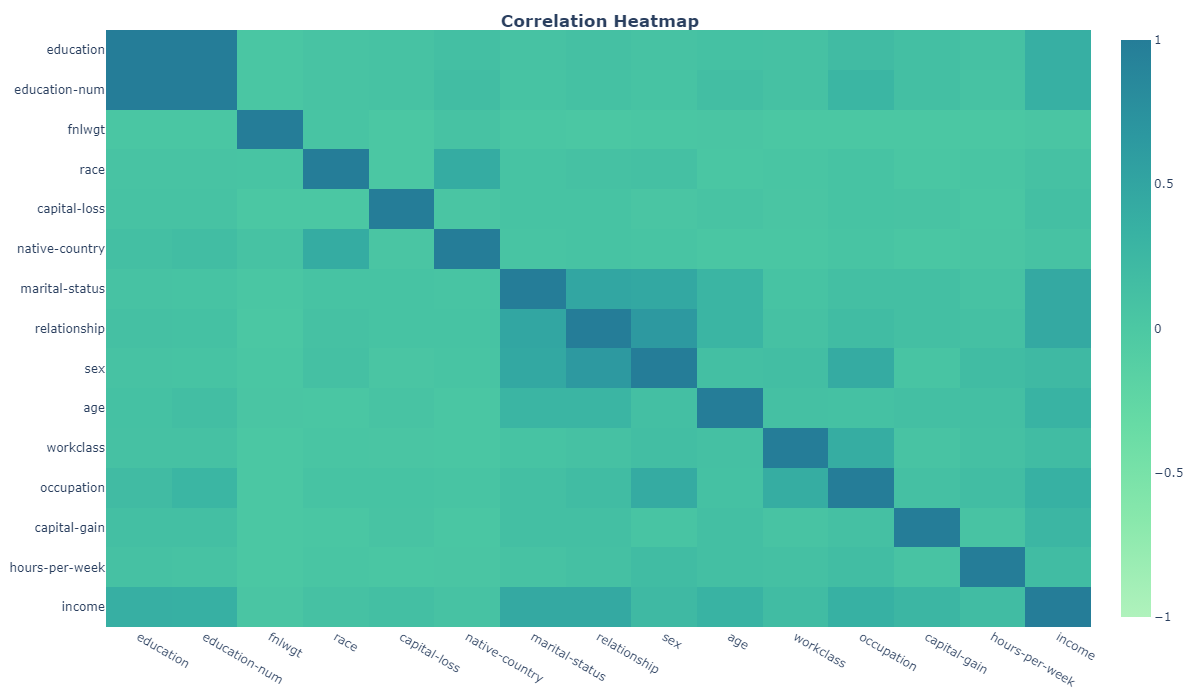 Correlation Heatmap
education
education-num
fnlwgt
race
capital-loss
native-country
marital-status
relationship
sex
age
workclass
occupation
capital-gain
hours-per-week
income
education
education-num
fnlwgt
race
capital-loss
native-country
marital-status
relationship
sex
age
workclass
occupation
capital-gain
hours-per-week
income
1
0.5
0
−0.5
−1